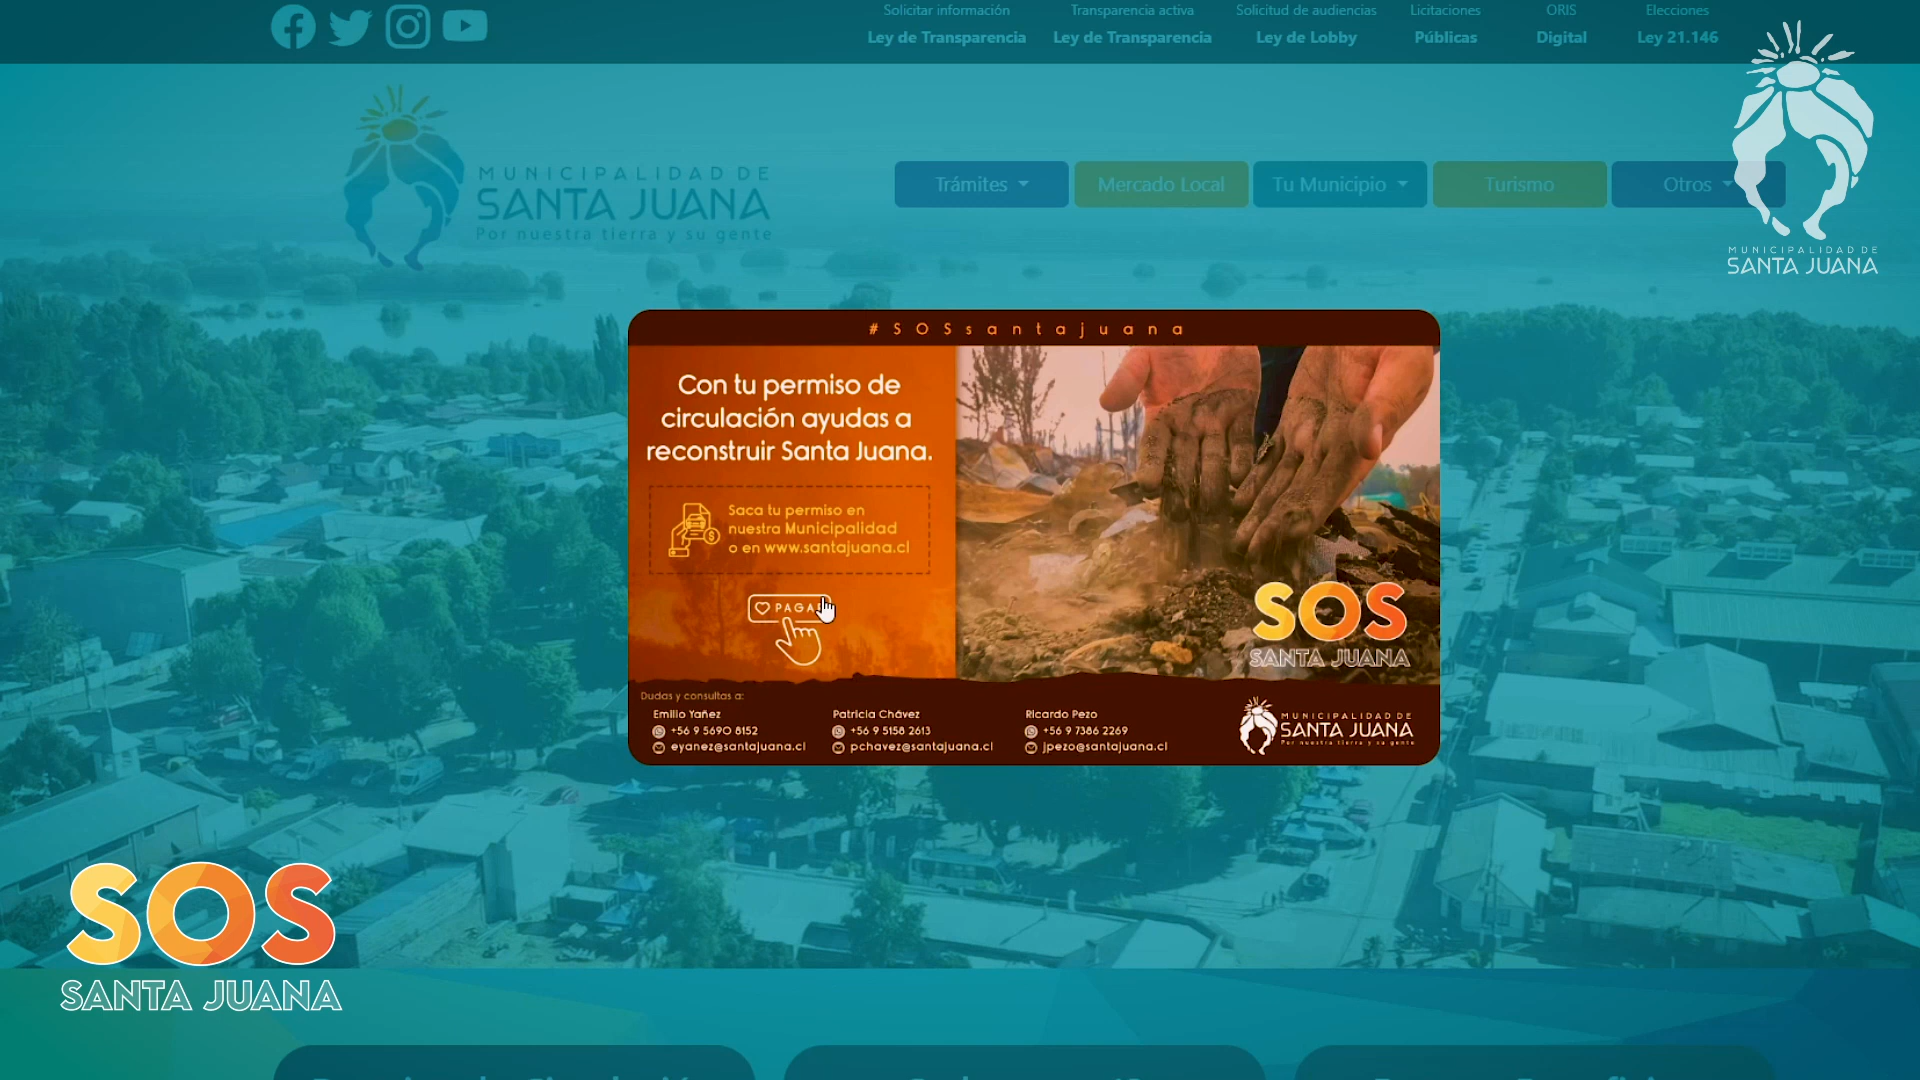 Solicitar información
Ley de Transparencia
Transparencia activa
Ley de Transparencia
Solicitud de audiencias
Ley de Lobby
Licitaciones
Públicas
ORIS
Digital
Elecciones
Ley 21.146
MUNICIPALIDAD DE
SANTA JUANA
Por nuestra tierra y su gente
Trámites
Mercado Local
Tu Municipio
Turismo
Otros
MUNICIPALIDAD DE
SANTA JUANA
#SOSsantajuana
Con tu permiso de
circulación ayudas a
reconstruir Santa Juana.
Saca tu permiso en
nuestra Municipalidad
o en www.santajuana.cl
SOS
SANTA JUANA
Dudas y consultas a:
Emilio Yañez
+56 9 5690 8152
eyanez@santajuana.cl
Patricia Chávez
+56 9 5158 2613
pchavez@santajuana.cl
Ricardo Pezo
+56 9 7386 2269
jpezo@santajuana.cl
MUNICIPALIDAD DE
SANTA JUANA
Por nuestra tierra y su gente
SOS
SANTA JUANA